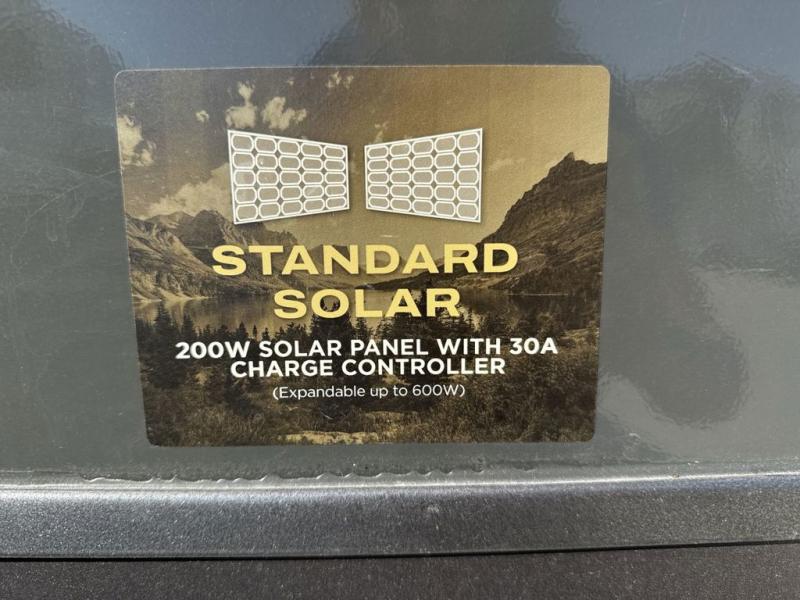 STANDARD
SOLAR
200W SOLAR PANEL WITH 30A
CHARGE CONTROLLER
(Expandable up to 600W)